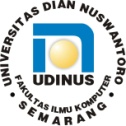 UNIVERSITAS DIAN NUSWANTORO
UDINUS
FAKULTAS ILMU KOMPUTER
SEMARANG